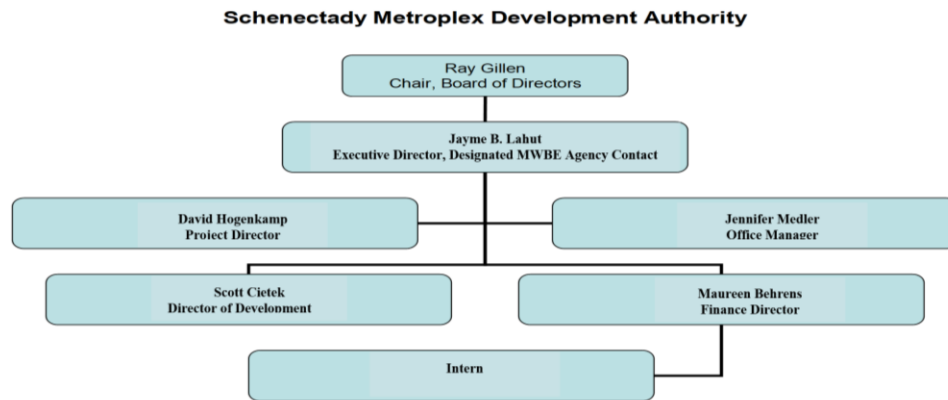 Schenectady Metroplex Development Authority
Ray Gillen
Chair, Board of Directors
Jayme B. Lahut
Executive Director, Designated MWBE Agency Contact
David Hogenkamp
Project Director
Jennifer Medler
Office Manager
Scott Cietek
Director of Development
Maureen Behrens
Finance Director
Intern